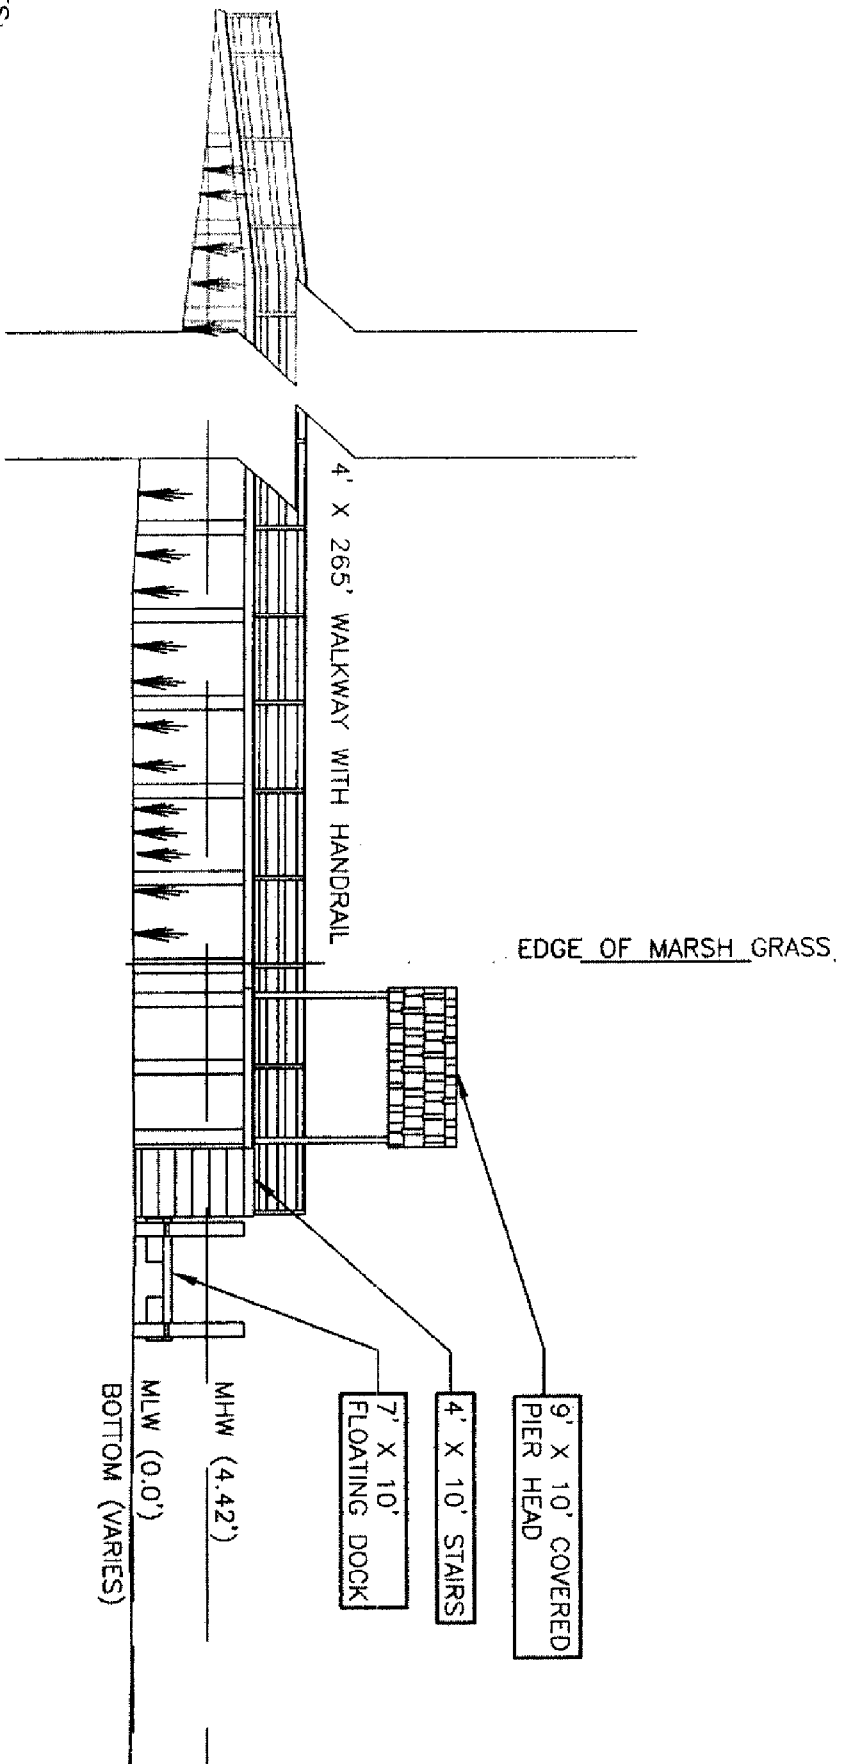 4' X 265' WALKWAY WITH HANDRAIL
EDGE OF MARSH GRASS
9' X 10' COVERED
PIER HEAD
4' X 10' STAIRS
7' X 10'
FLOATING DOCK
MHW (4.42')
MLW (0.0')
BOTTOM (VARIES)